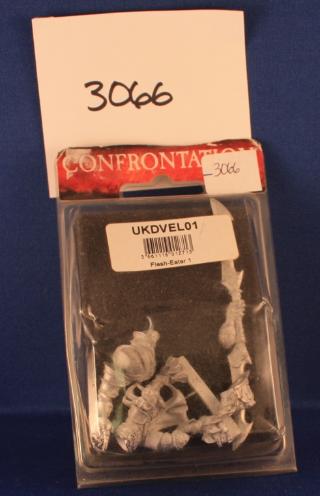 3066
CONFRONTATION
3066
UKDVEL01
Flesh-Eater 1